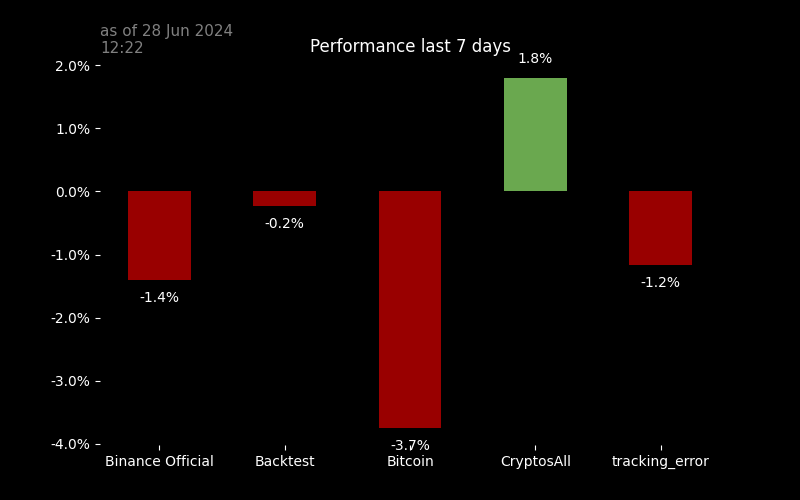 as of 28 Jun 2024
12:22
Performance last 7 days
2.0%
1.0%
0.0%
-1.0%
-2.0%
-3.0%
-4.0%
-1.4%
-0.2%
-3.7%
1.8%
-1.2%
Binance Official
Backtest
Bitcoin
CryptosAll
tracking_error